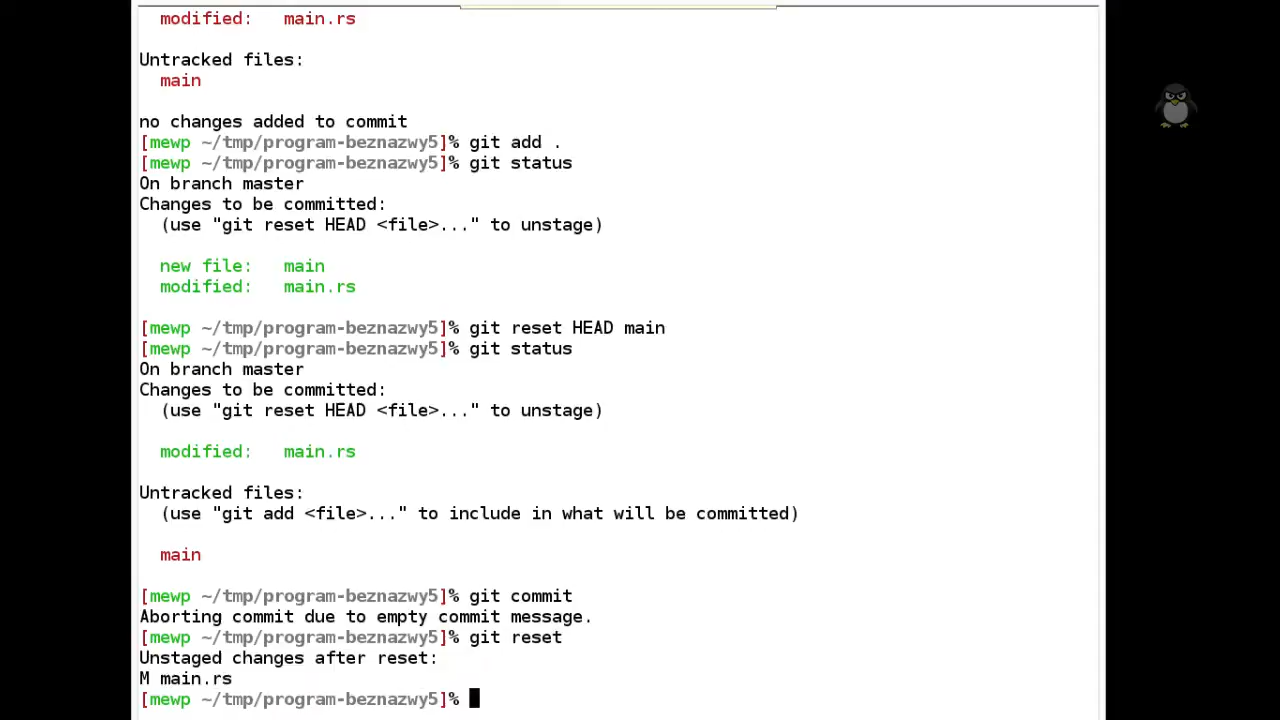 modified:   main.rs
Untracked files:
main
no changes added to commit
[mewp ~/tmp/program-beznazwy5]% git add .
[mewp ~/tmp/program-beznazwy5]% git status
On branch master
Changes to be committed:
(use "git reset HEAD <file>..." to unstage)
new file:   main
modified:   main.rs
[mewp ~/tmp/program-beznazwy5]% git reset HEAD main
[mewp ~/tmp/program-beznazwy5]% git status
On branch master
Changes to be committed:
(use "git reset HEAD <file>..." to unstage)
modified:   main.rs
Untracked files:
(use "git add <file>..." to include in what will be committed)
main
[mewp ~/tmp/program-beznazwy5]% git commit
Aborting commit due to empty commit message.
[mewp ~/tmp/program-beznazwy5]% git reset
Unstaged changes after reset:
M main.rs
[mewp ~/tmp/program-beznazwy5]%